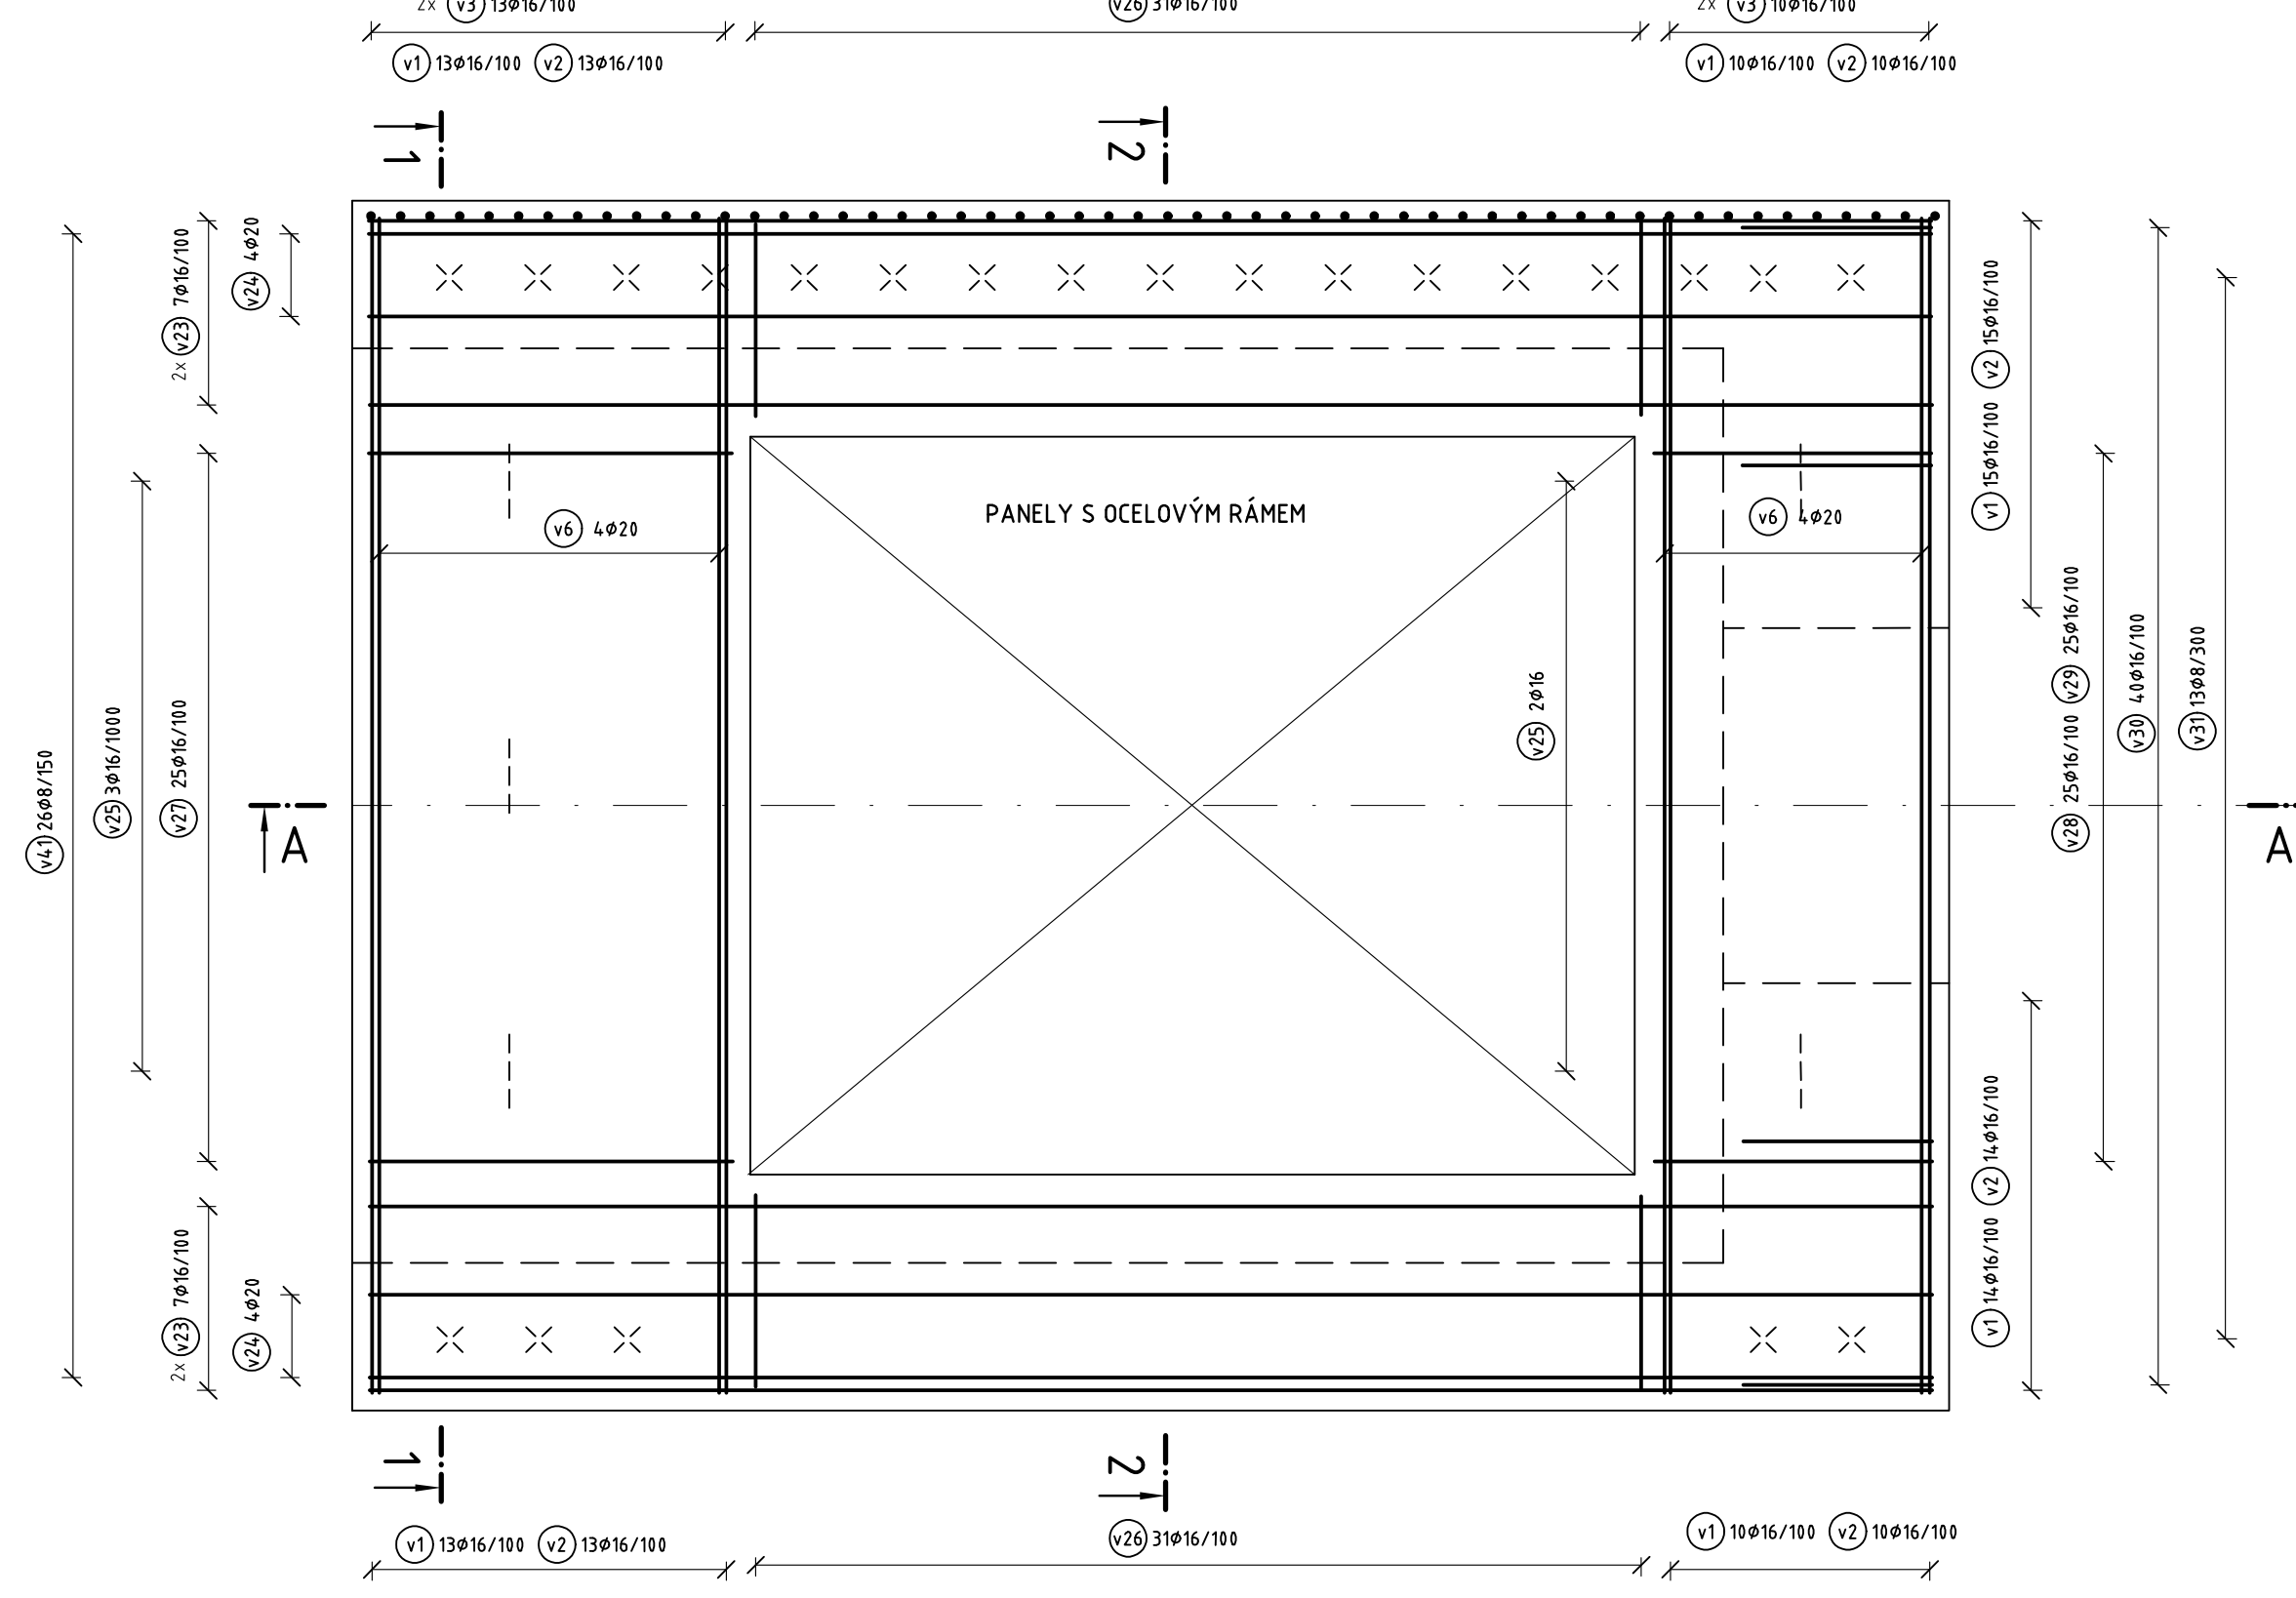 2x v3 13ø16/100
v26 31ø16/100
2x v3 10ø16/100
v1 13ø16/100 v2 13ø16/100
v1 10ø16/100 v2 10ø16/100
1
2
2x v23 7ø16/100
v24 4ø20
v1 15ø16/100 v2 15ø16/100
PANELY S OCELOVÝM RÁMEM
v6 4ø20
v6 4ø20
v41 26ø8/150
v25 3ø16/1000
v27 25ø16/100
v25 2ø16
v28 25ø16/100 v29 25ø16/100
v30 40ø16/100
v31 13ø8/300
A
A
2x v23 7ø16/100
v24 4ø20
v1 14ø16/100 v2 14ø16/100
1
2
v1 13ø16/100 v2 13ø16/100
v26 31ø16/100
v1 10ø16/100 v2 10ø16/100